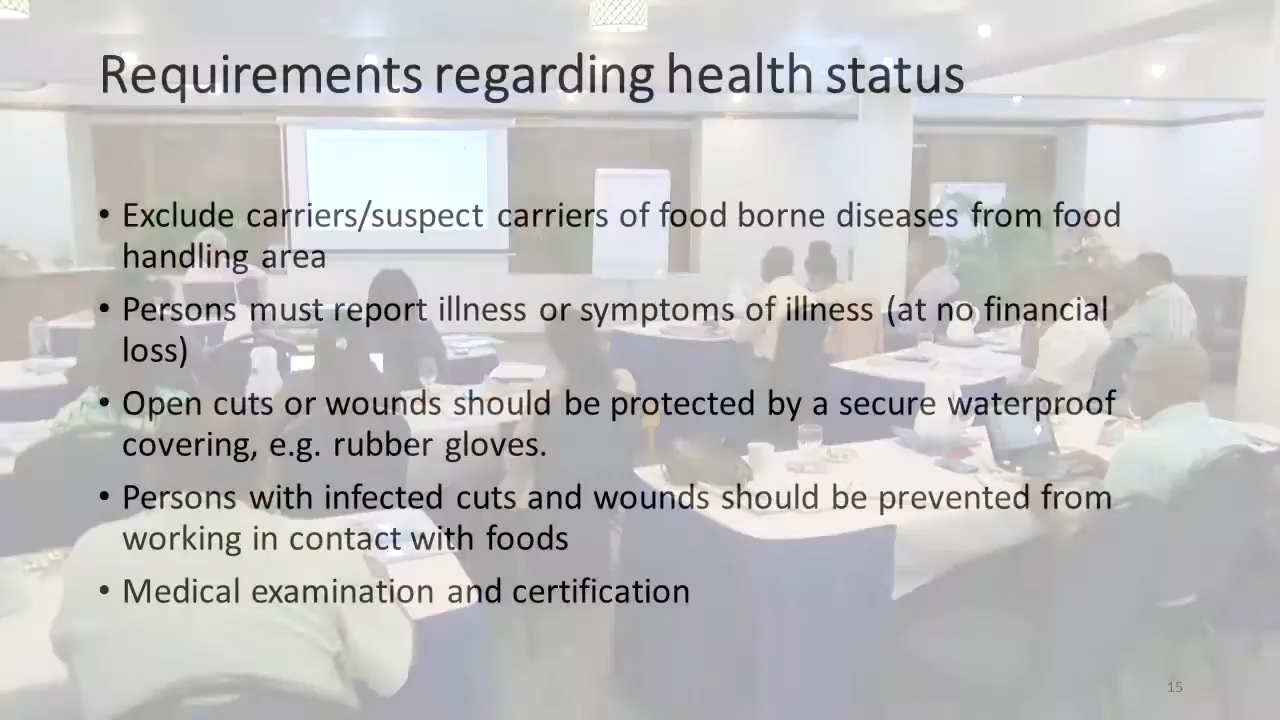 Requirements regarding health status
• Exclude carriers/suspect carriers of food borne diseases from food
handling area
• Persons must report illness or symptoms of illness (at no financial
loss)
• Open cuts or wounds should be protected by a secure waterproof
covering, e.g. rubber gloves.
• Persons with infected cuts and wounds should be prevented from
working in contact with foods
• Medical examination and certification
15